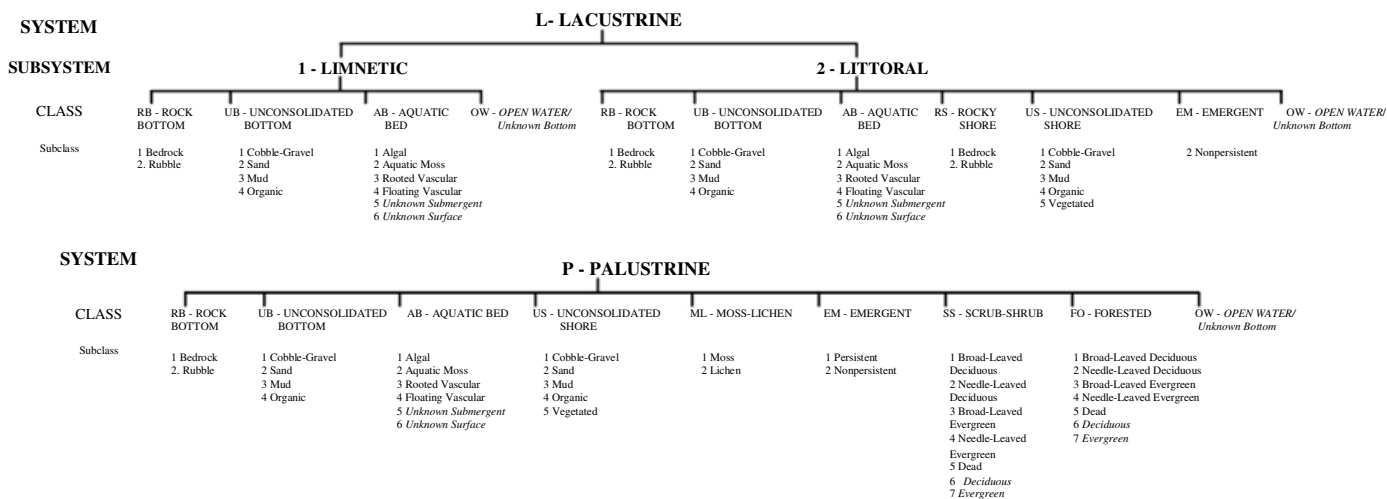 SYSTEM
L- LACUSTRINE
SUBSYSTEM
1 - LIMNETIC
2 - LITTORAL
CLASS
RB - ROCK
BOTTOM
UB - UNCONSOLIDATED
BOTTOM
AB - AQUATIC
BED
OW - OPEN WATER/
Unknown Bottom
RB - ROCK
BOTTOM
UB - UNCONSOLIDATED
BOTTOM
AB - AQUATIC
BED
RS - ROCKY
SHORE
US - UNCONSOLIDATED
SHORE
EM - EMERGENT
OW - OPEN WATER/
Unknown Bottom
Subclass
1 Bedrock
2. Rubble
1 Cobble-Gravel
2 Sand
3 Mud
4 Organic
1 Algal
2 Aquatic Moss
3 Rooted Vascular
4 Floating Vascular
5 Unknown Submergent
6 Unknown Surface
1 Bedrock
2. Rubble
1 Cobble-Gravel
2 Sand
3 Mud
4 Organic
1 Algal
2 Aquatic Moss
3 Rooted Vascular
4 Floating Vascular
5 Unknown Submergent
6 Unknown Surface
1 Bedrock
2. Rubble
1 Cobble-Gravel
2 Sand
3 Mud
4 Organic
5 Vegetated
2 Nonpersistent
SYSTEM
P - PALUSTRINE
CLASS
RB - ROCK
BOTTOM
UB - UNCONSOLIDATED
BOTTOM
AB - AQUATIC BED
US - UNCONSOLIDATED
SHORE
ML - MOSS-LICHEN
EM - EMERGENT
SS - SCRUB-SHRUB
FO - FORESTED
OW - OPEN WATER/
Unknown Bottom
Subclass
1 Bedrock
2. Rubble
1 Cobble-Gravel
2 Sand
3 Mud
4 Organic
1 Algal
2 Aquatic Moss
3 Rooted Vascular
4 Floating Vascular
5 Unknown Submergent
6 Unknown Surface
1 Cobble-Gravel
2 Sand
3 Mud
4 Organic
5 Vegetated
1 Moss
2 Lichen
1 Persistent
2 Nonpersistent
1 Broad-Leaved
Deciduous
2 Needle-Leaved
Deciduous
3 Broad-Leaved
Evergreen
4 Needle-Leaved
Evergreen
5 Dead
6 Deciduous
7 Evergreen
1 Broad-Leaved Deciduous
2 Needle-Leaved Deciduous
3 Broad-Leaved Evergreen
4 Needle-Leaved Evergreen
5 Dead
6 Deciduous
7 Evergreen